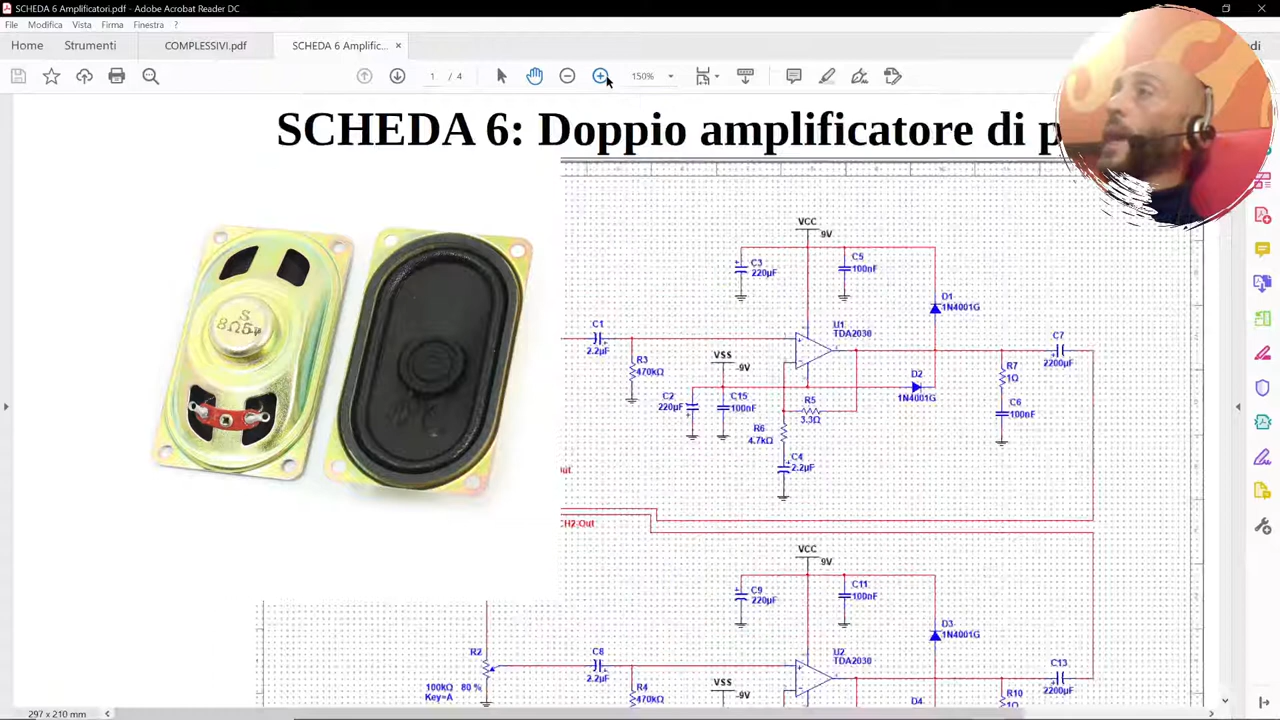 SCHEDA 6 Amplificatori.pdf - Adobe Acrobat Reader DC
File Modifica Vista Firma Finestra ?
Home Strumenti COMPLESSIVI.pdf SCHEDA 6 Amplific... ×
1 / 4 150%
SCHEDA 6: Doppio amplificatore di p
VCC
9V
C3
220µF
C5
100nF
D1
1N4001G
U1
TDA2030
C1
2.2µF
R3
470kΩ
VSS
-9V
C7
2200µF
R7
1Ω
D2
1N4001G
C2
220µF
C15
100nF
R5
3.3Ω
C6
100nF
R6
4.7kΩ
C4
2.2µF
8Ω5W
CH2 Out
VCC
9V
C9
220µF
C11
100nF
D3
1N4001G
R2
100kΩ 80 %
Key=A
C8
2.2µF
U2
TDA2030
C13
2200µF
R4
470kΩ
VSS
-9V
D4
R10
1Ω
297 x 210 mm